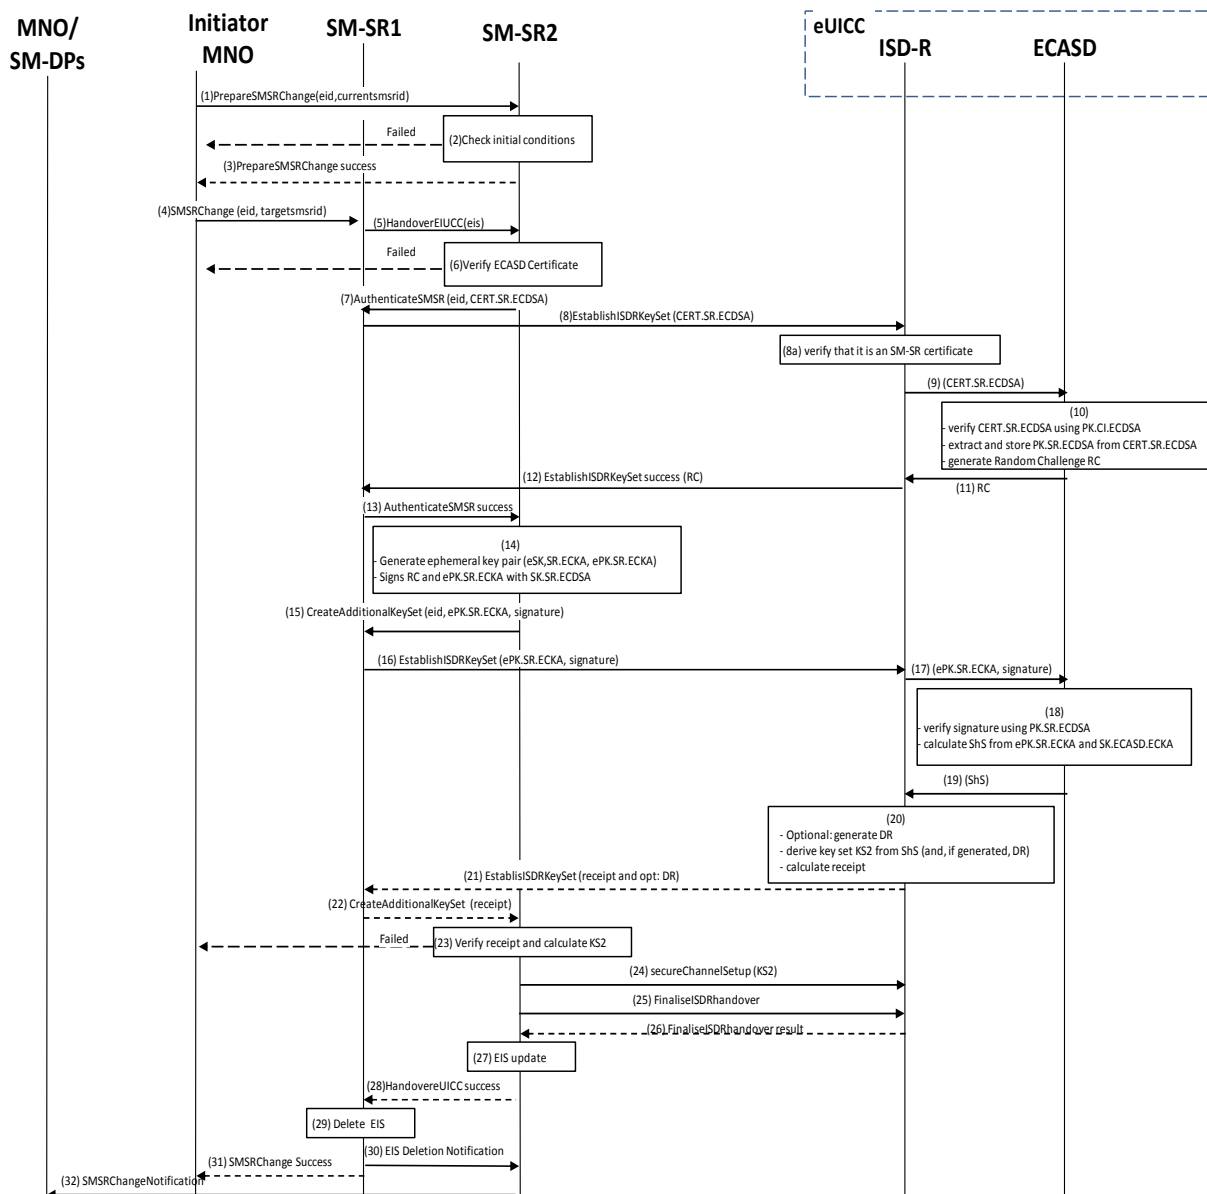 MNO/
SM-DPs
Initiator
MNO
SM-SR1
SM-SR2
eUICC
ISD-R
ECASD
(1)PrepareSMSRChange(eid,currentsmsrid)
Failed
(2)Check initial conditions
(3)PrepareSMSRChange success
(4)SMSRChange (eid, targetsmsrid)
(5)HandoverEIUCC(eis)
Failed
(6)Verify ECASD Certificate
(7)AuthenticateSMSR (eid, CERT.SR.ECDSA)
(8)EstablishISDRKeySet (CERT.SR.ECDSA)
(8a) verify that it is an SM-SR certificate
(9) (CERT.SR.ECDSA)
(10)
- verify CERT.SR.ECDSA using PK.CI.ECDSA
- extract and store PK.SR.ECDSA from CERT.SR.ECDSA
- generate Random Challenge RC
(12) EstablishISDRKeySet success (RC)
(11) RC
(13) AuthenticateSMSR success
(14)
- Generate ephemeral key pair (eSK,SR.ECKA, ePK.SR.ECKA)
- Signs RC and ePK.SR.ECKA with SK.SR.ECDSA
(15) CreateAdditionalKeySet (eid, ePK.SR.ECKA, signature)
(16) EstablishISDRKeySet (ePK.SR.ECKA, signature)
(17) (ePK.SR.ECKA, signature)
(18)
- verify signature using PK.SR.ECDSA
- calculate ShS from ePK.SR.ECKA and SK.ECASD.ECKA
(19) (ShS)
(20)
- Optional: generate DR
- derive key set KS2 from ShS (and, if generated, DR)
- calculate receipt
(21) EstablisISDRKeySet (receipt and opt: DR)
(22) CreateAdditionalKeySet (receipt)
Failed
(23) Verify receipt and calculate KS2
(24) secureChannelSetup (KS2)
(25) FinaliseISDRhandover
(26) FinaliseISDRhandover result
(27) EIS update
(28)HandovereUICC success
(29) Delete EIS
(30) EIS Deletion Notification
(31) SMSRChange Success
(32) SMSRChangeNotification